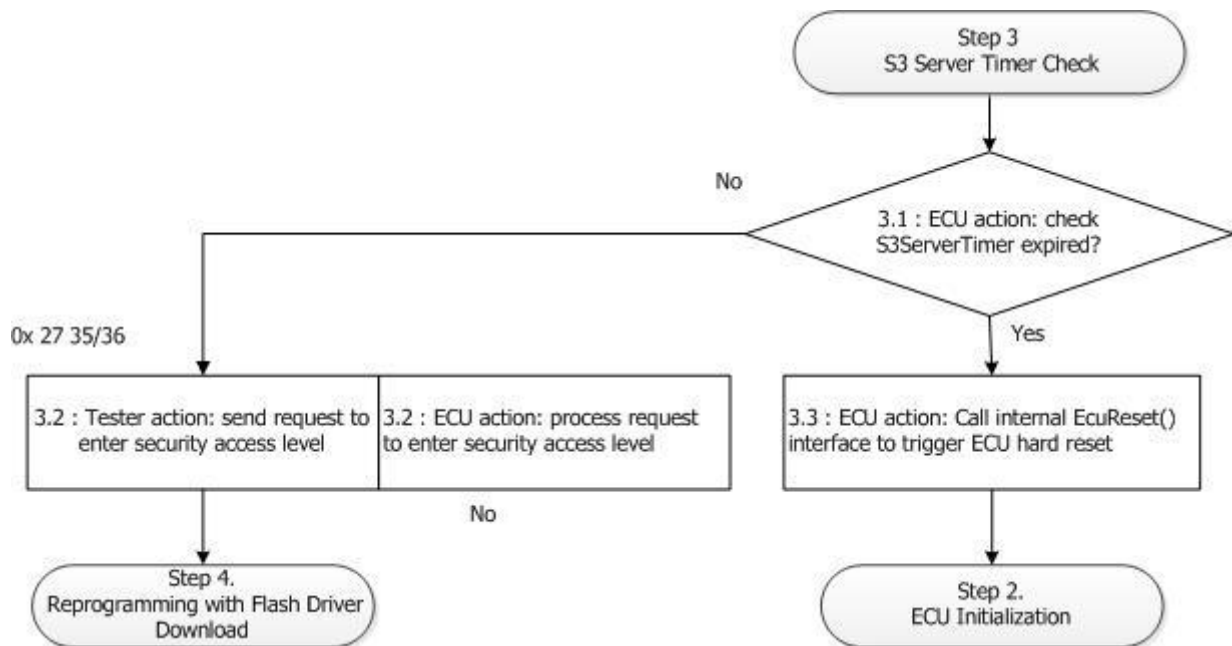 Step 3
S3 Server Timer Check
No
3.1 : ECU action: check
S3ServerTimer expired?
Yes
0x 27 35/36
3.2 : Tester action: send request to
enter security access level
3.2 : ECU action: process request
to enter security access level
3.3 : ECU action: Call internal EcuReset()
interface to trigger ECU hard reset
No
Step 4.
Reprogramming with Flash Driver
Download
Step 2.
ECU Initialization